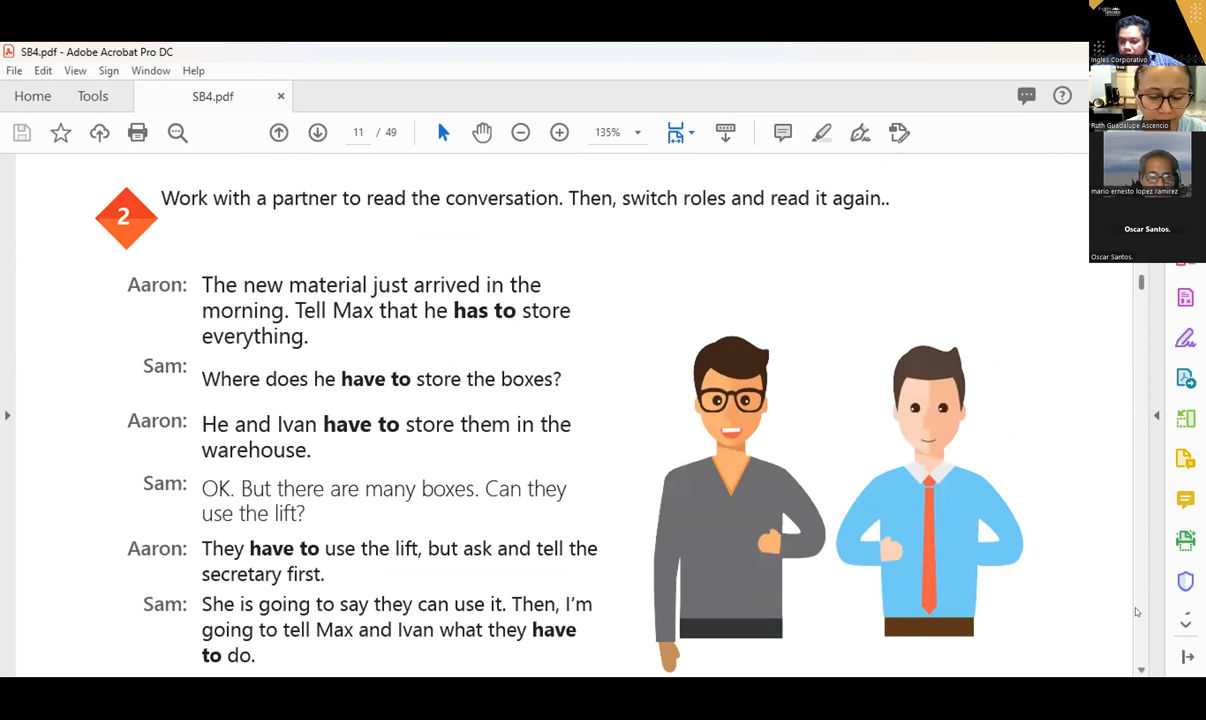 SB4.pdf - Adobe Acrobat Pro DC
File Edit View Sign Window Help
Home Tools SB4.pdf ×
11 / 49 135%
Inglés Corporativo
Ruth Guadalupe Ascencio
mario ernesto lopez ramirez
Oscar Santos.
Oscar Santos.
2
Work with a partner to read the conversation. Then, switch roles and read it again..
Aaron: The new material just arrived in the
morning. Tell Max that he has to store
everything.
Sam: Where does he have to store the boxes?
Aaron: He and Ivan have to store them in the
warehouse.
Sam: OK. But there are many boxes. Can they
use the lift?
Aaron: They have to use the lift, but ask and tell the
secretary first.
Sam: She is going to say they can use it. Then, I'm
going to tell Max and Ivan what they have
to do.